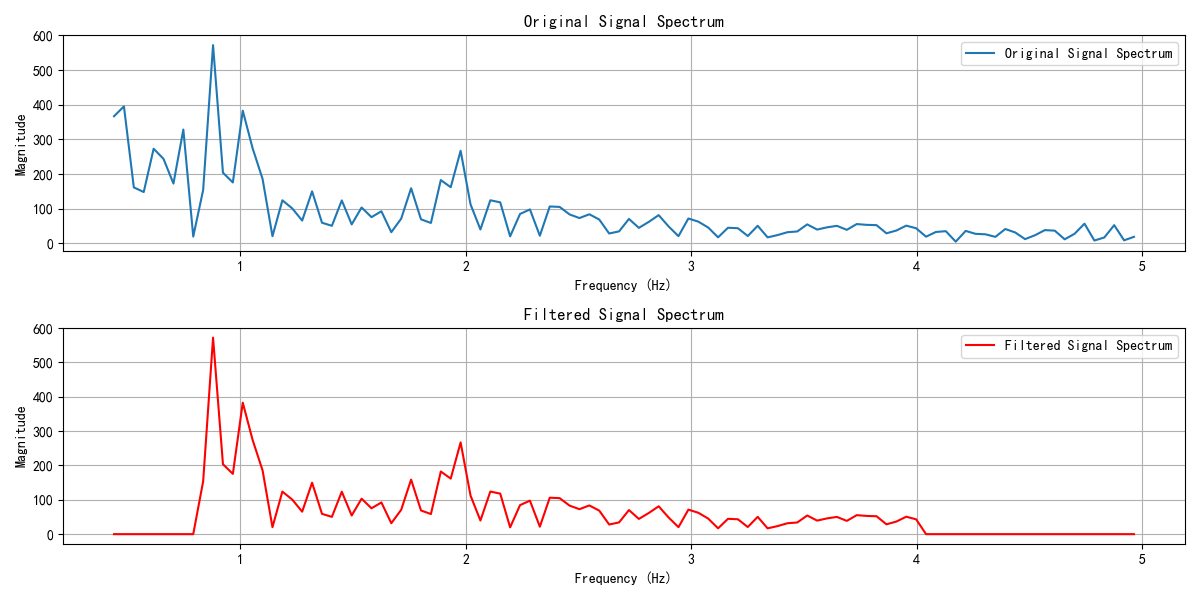 Original Signal Spectrum
600
500
400
300
200
100
0
Magnitude
Original Signal Spectrum
1 2 3 4 5
Frequency (Hz)
Filtered Signal Spectrum
600
500
400
300
200
100
0
Magnitude
Filtered Signal Spectrum
1 2 3 4 5
Frequency (Hz)